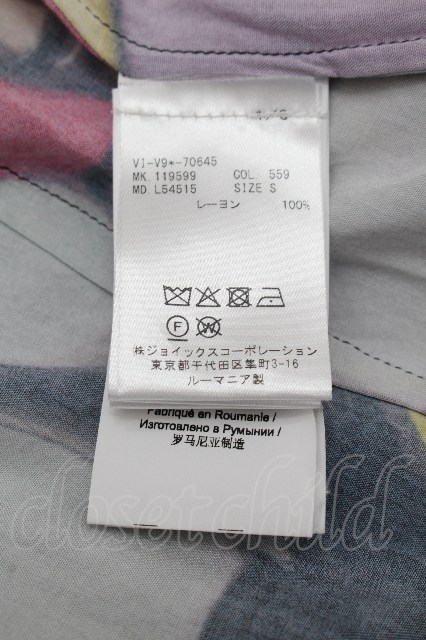 VI-V9*-70645
MK. 119599 COL. 559
MD. L54515 SIZE S
レーヨン 100%
F W
㈱ジョイックスコーポレーション
東京都千代田区集町3-16
ルーマニア製
Fabriqué en Roumanie /
Изготовлено в Румынии /
罗马尼亚制造
closet child